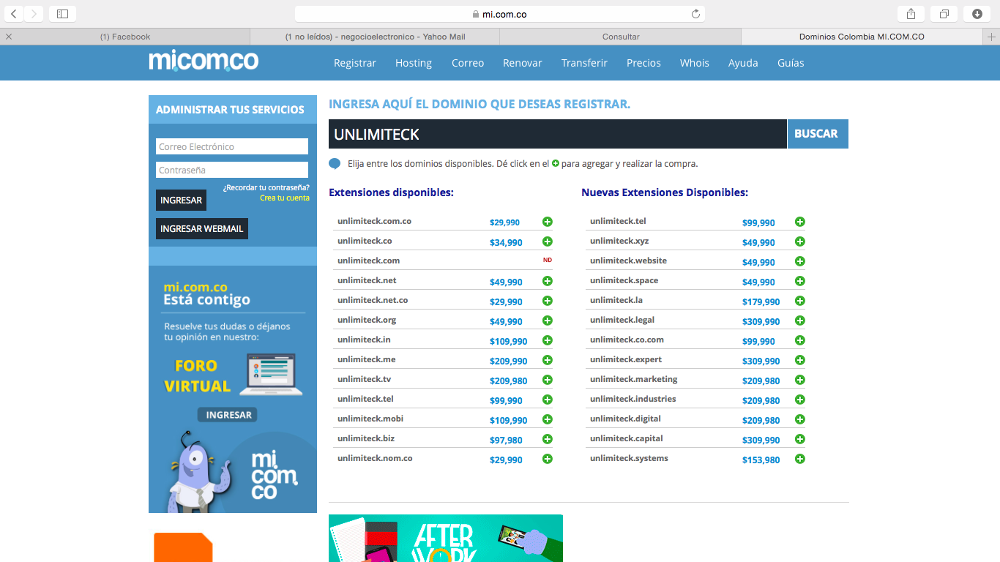 mi.com.co
(1) Facebook
(1 no leídos) - negocioelectronico - Yahoo Mail
Consultar
Dominios Colombia MI.COM.CO
mi.com.co
Registrar
Hosting
Correo
Renovar
Transferir
Precios
Whois
Ayuda
Guías
ADMINISTRAR TUS SERVICIOS
Correo Electrónico
Contraseña
¿Recordar tu contraseña?
Crea tu cuenta
INGRESAR
INGRESAR WEBMAIL
mi.com.co
Está contigo
Resuelve tus dudas o déjanos
tu opinión en nuestro:
FORO
VIRTUAL
INGRESAR
mi.
com.
co
INGRESA AQUÍ EL DOMINIO QUE DESEAS REGISTRAR.
UNLIMITECK
BUSCAR
Elija entre los dominios disponibles. Dé click en el para agregar y realizar la compra.
Extensiones disponibles:
unlimiteck.com.co $29,990
unlimiteck.co $34,990
unlimiteck.com ND
unlimiteck.net $49,990
unlimiteck.net.co $29,990
unlimiteck.org $49,990
unlimiteck.in $109,990
unlimiteck.me $209,990
unlimiteck.tv $209,980
unlimiteck.tel $99,990
unlimiteck.mobi $109,990
unlimiteck.biz $97,980
unlimiteck.nom.co $29,990
Nuevas Extensiones Disponibles:
unlimiteck.tel $99,990
unlimiteck.xyz $49,990
unlimiteck.website $49,990
unlimiteck.space $49,990
unlimiteck.la $179,990
unlimiteck.legal $309,990
unlimiteck.co.com $99,990
unlimiteck.expert $309,990
unlimiteck.marketing $209,980
unlimiteck.industries $209,980
unlimiteck.digital $209,980
unlimiteck.capital $309,990
unlimiteck.systems $153,980
AFTER
WORK